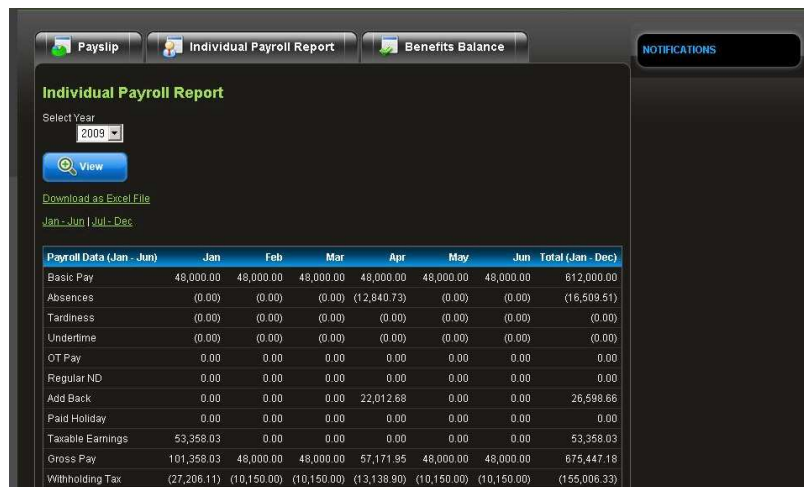 Payslip Individual Payroll Report Benefits Balance
NOTIFICATIONS
Individual Payroll Report
Select Year
2009
View
Download as Excel File
Jan - Jun | Jul - Dec
Payroll Data (Jan - Jun) Jan Feb Mar Apr May Jun Total (Jan - Dec)
Basic Pay 48,000.00 48,000.00 48,000.00 48,000.00 48,000.00 48,000.00 612,000.00
Absences (0.00) (0.00) (0.00) (12,840.73) (0.00) (0.00) (16,509.51)
Tardiness (0.00) (0.00) (0.00) (0.00) (0.00) (0.00) (0.00)
Undertime (0.00) (0.00) (0.00) (0.00) (0.00) (0.00) (0.00)
OT Pay 0.00 0.00 0.00 0.00 0.00 0.00 0.00
Regular ND 0.00 0.00 0.00 0.00 0.00 0.00 0.00
Add Back 0.00 0.00 0.00 22,012.68 0.00 0.00 26,598.66
Paid Holiday 0.00 0.00 0.00 0.00 0.00 0.00 0.00
Taxable Earnings 53,358.03 0.00 0.00 0.00 0.00 0.00 53,358.03
Gross Pay 101,358.03 48,000.00 48,000.00 57,171.95 48,000.00 48,000.00 675,447.18
Withholding Tax (27,206.11) (10,150.00) (10,150.00) (13,138.90) (10,150.00) (10,150.00) (155,006.33)